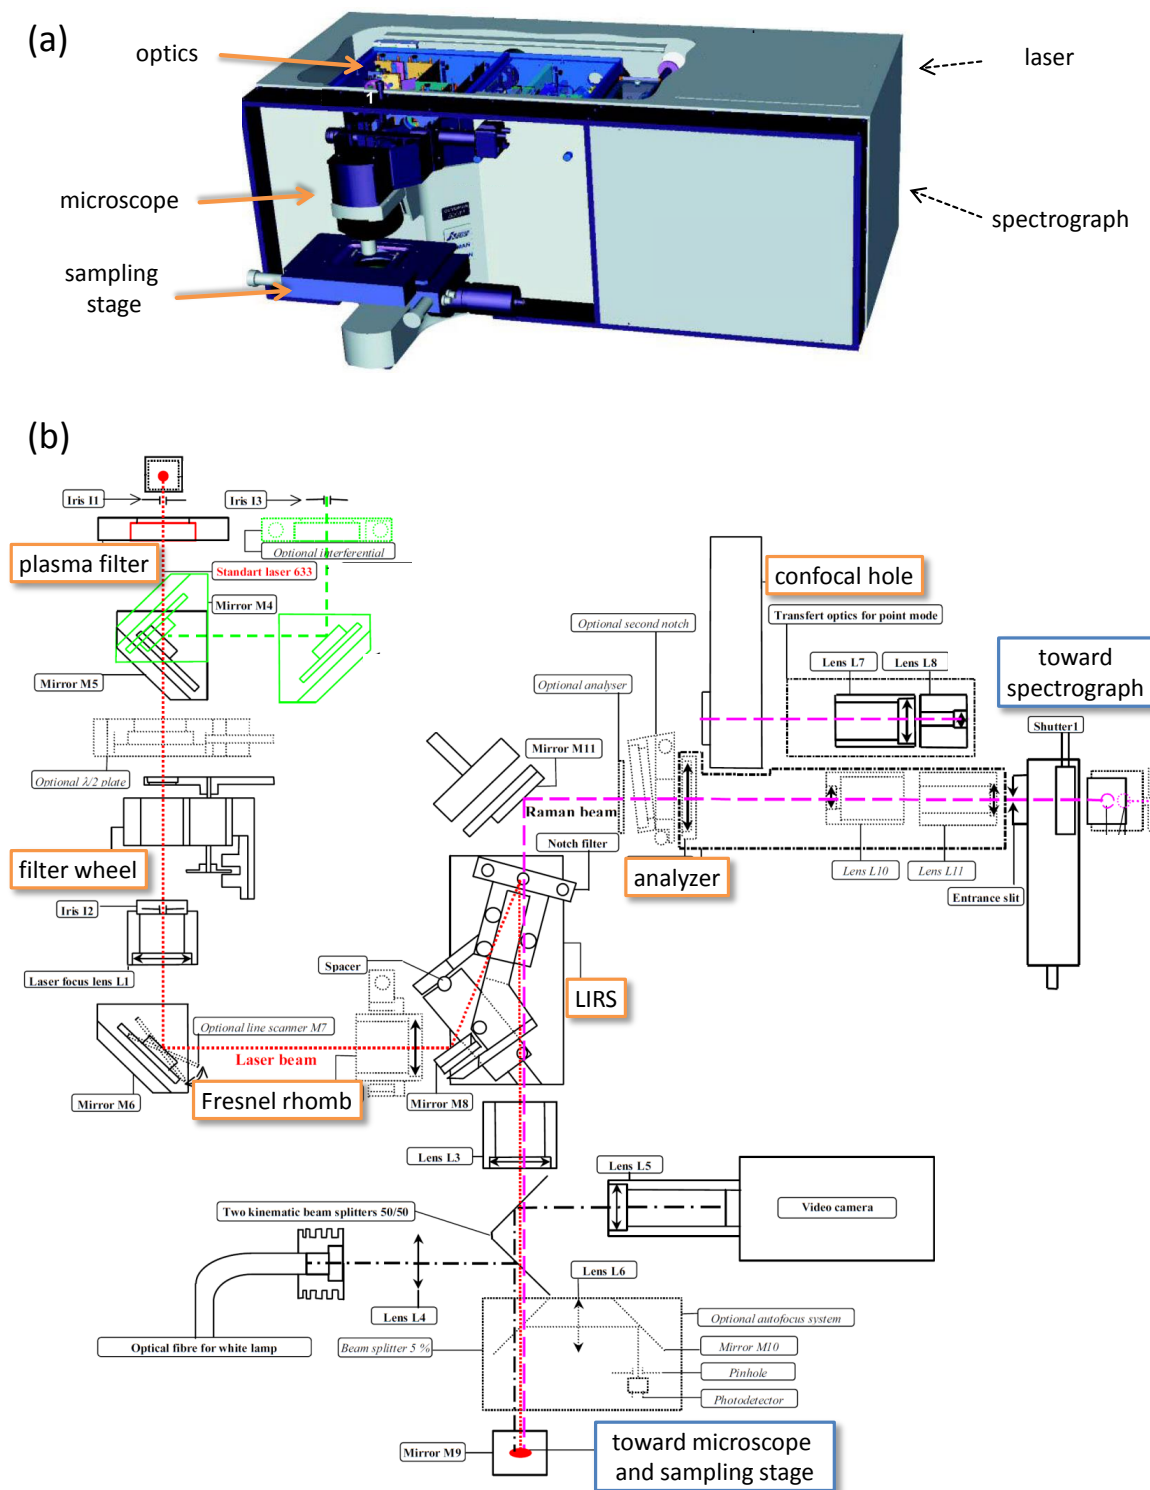 (a)
optics
laser
microscope
spectrograph
sampling
stage
(b)
Iris I1
Iris I3
plasma filter
Optional interferential
Standart laser 633
Mirror M4
confocal hole
Optional second notch
Transfert optics for point mode
toward
spectrograph
Lens L7
Lens L8
Mirror M5
Optional analyser
Shutter1
Mirror M11
Optional λ/2 plate
Raman beam
Notch filter
filter wheel
analyzer
Lens L10
Lens L11
Entrance slit
Iris I2
Spacer
Laser focus lens L1
LIRS
Optional line scanner M7
Laser beam
Fresnel rhomb
Mirror M6
Mirror M8
Lens L3
Lens L5
Two kinematic beam splitters 50/50
Video camera
Lens L6
Lens L4
Optional autofocus system
Optical fibre for white lamp
Beam splitter 5 %
Mirror M10
Pinhole
Photodetector
Mirror M9
toward microscope
and sampling stage